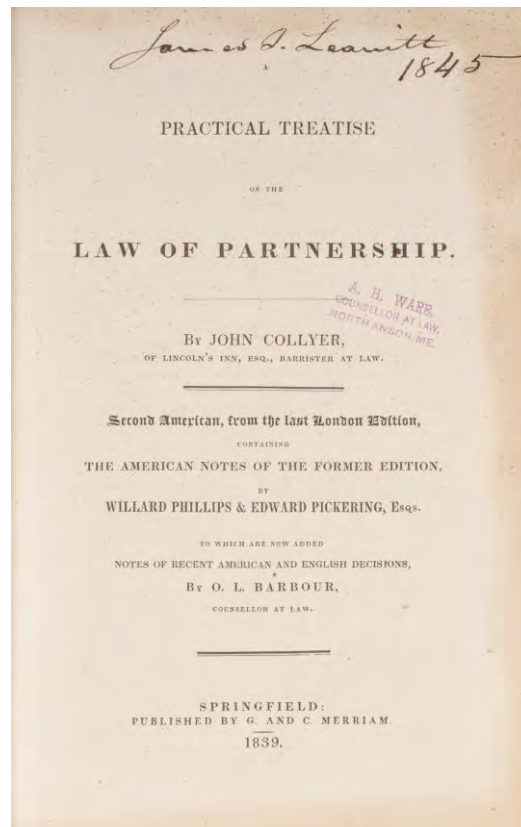 James S. Leavitt
1845
A
PRACTICAL TREATISE
ON THE
LAW OF PARTNERSHIP.
A. H. WARE,
COUNSELLOR AT LAW,
NORTH ANSON, ME.
BY JOHN COLLYER,
OF LINCOLN'S INN, ESQ., BARRISTER AT LAW.
Second American, from the last London Edition,
CONTAINING
THE AMERICAN NOTES OF THE FORMER EDITION,
BY
WILLARD PHILLIPS & EDWARD PICKERING, ESQS.
TO WHICH ARE NOW ADDED
NOTES OF RECENT AMERICAN AND ENGLISH DECISIONS,
BY O. L. BARBOUR,
COUNSELLOR AT LAW.
SPRINGFIELD:
PUBLISHED BY G. AND C. MERRIAM.
1839.